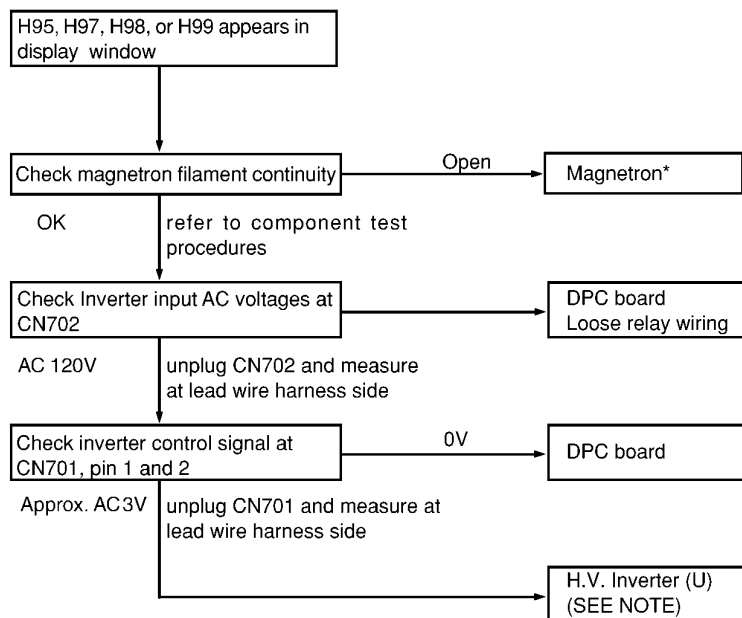 H95, H97, H98, or H99 appears in
display window
Check magnetron filament continuity
Open
Magnetron*
OK
refer to component test
procedures
Check Inverter input AC voltages at
CN702
DPC board
Loose relay wiring
AC 120V
unplug CN702 and measure
at lead wire harness side
Check inverter control signal at
CN701, pin 1 and 2
0V
DPC board
Approx. AC3V
unplug CN701 and measure at
lead wire harness side
H.V. Inverter (U)
(SEE NOTE)